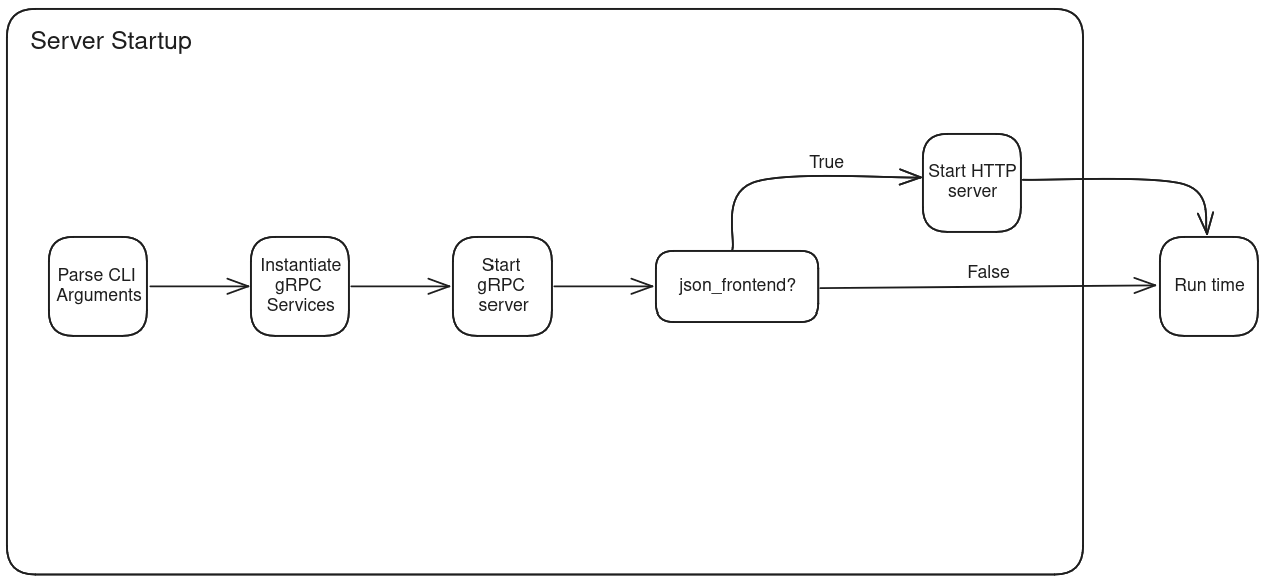 Server Startup
True
Start HTTP
server
Parse CLI
Arguments
Instantiate
gRPC
Services
Start
gRPC
server
json_frontend?
False
Run time